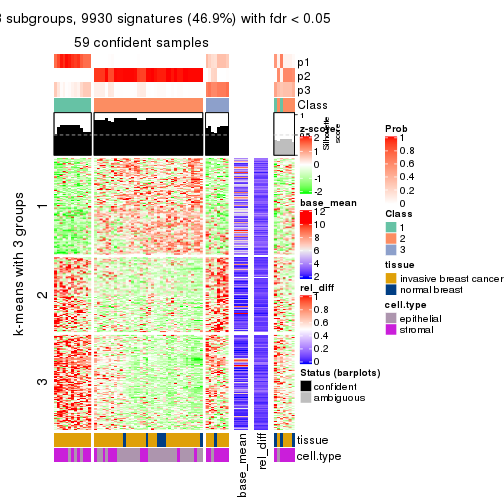 3 subgroups, 9930 signatures (46.9%) with fdr < 0.05
59 confident samples
p1
p2
p3
Class
1
Silhouette
score
k-means with 3 groups
1
2
3
z-score
2
1
0
-1
-2
base_mean
12
10
8
6
4
2
rel_diff
1
0.8
0.6
0.4
0.2
0
Status (barplots)
confident
ambiguous
Prob
1
0.8
0.6
0.4
0.2
0
Class
1
2
3
tissue
invasive breast cancer
normal breast
cell.type
epithelial
stromal
tissue
cell.type
base_mean
rel_diff